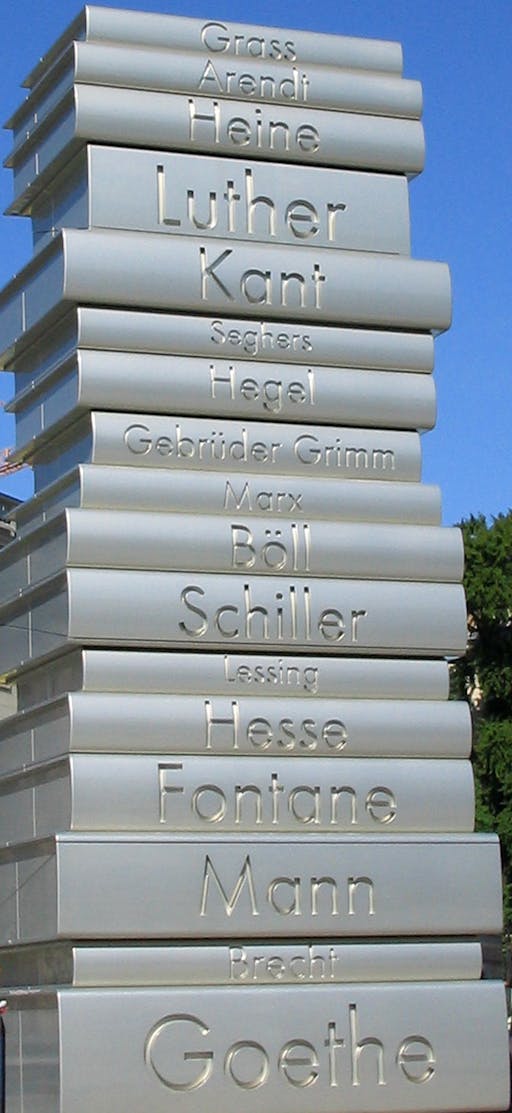 Grass
Arendt
Heine
Luther
Kant
Seghers
Hegel
Gebrüder Grimm
Marx
Böll
Schiller
Lessing
Hesse
Fontane
Mann
Brecht
Goethe